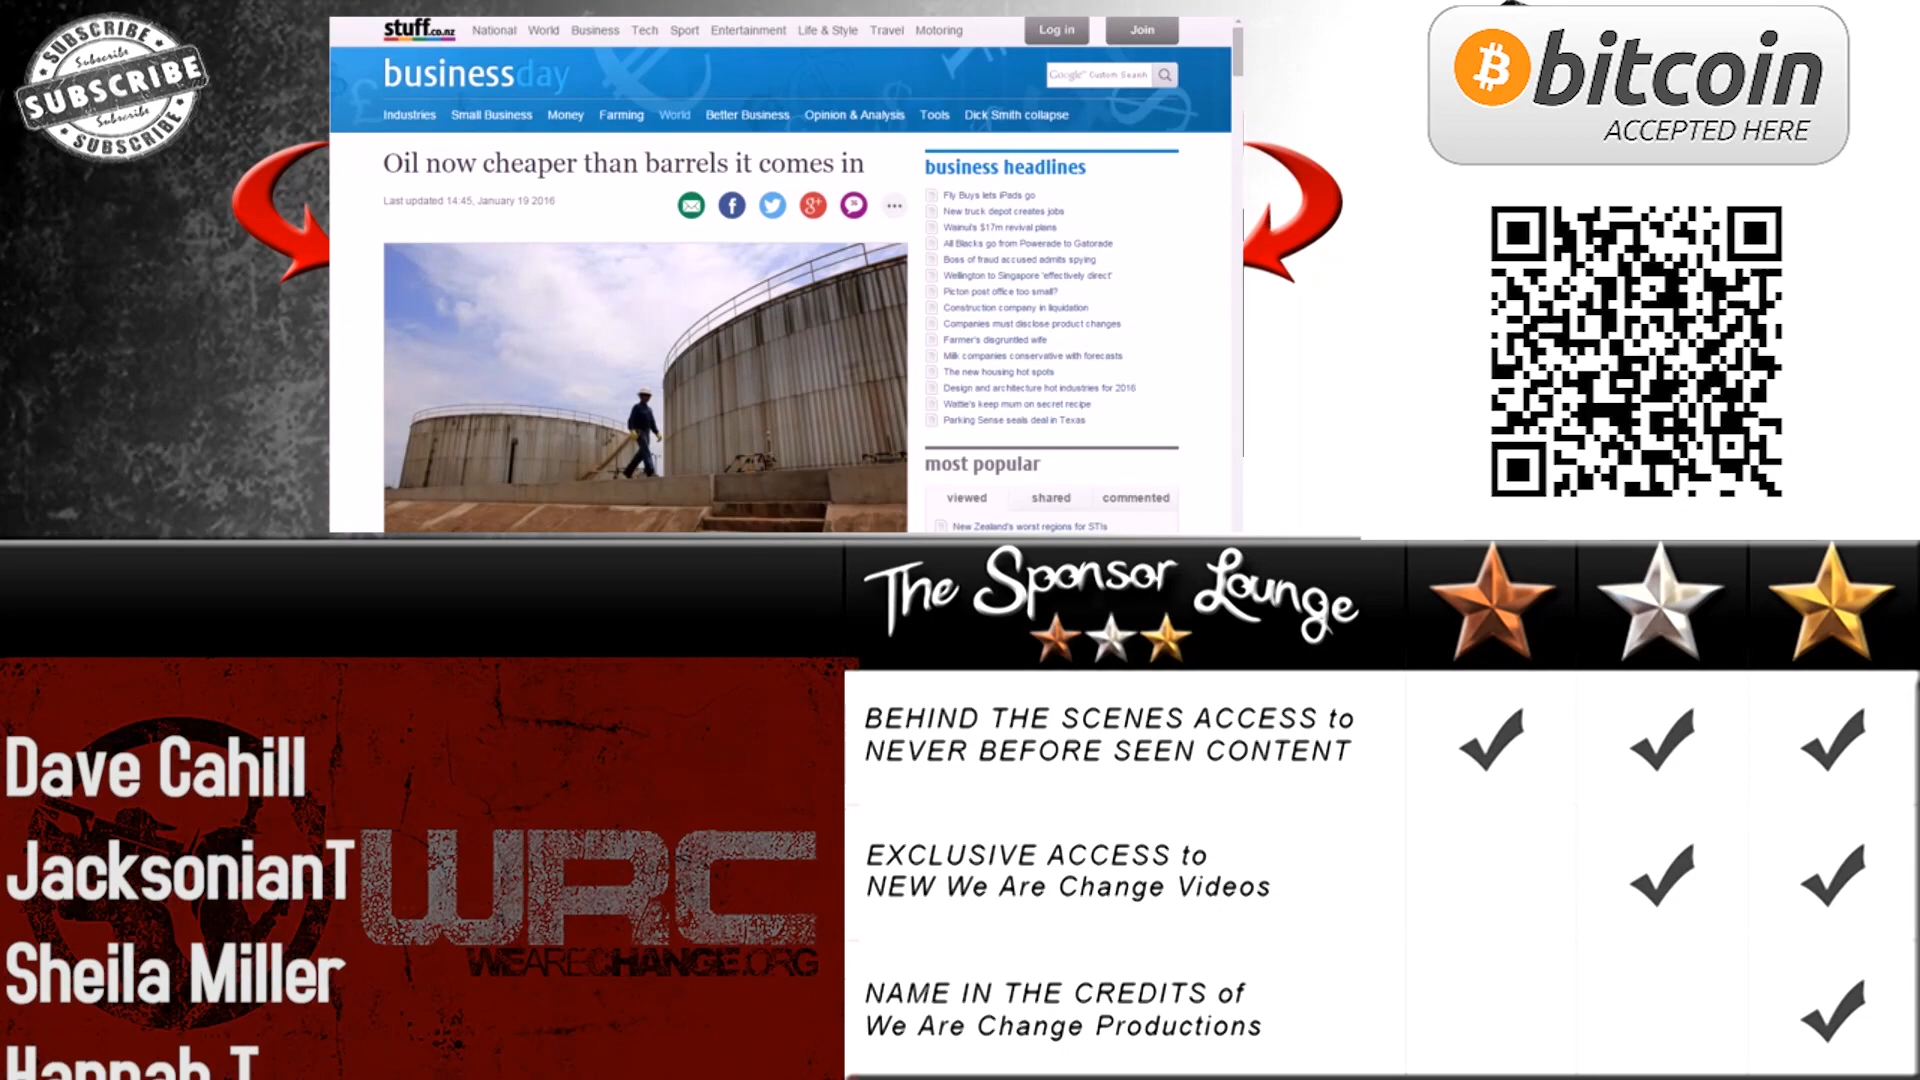 SUBSCRIBE
Subscribe
SUBSCRIBE
Subscribe
SUBSCRIBE
stuff.co.nz National World Business Tech Sport Entertainment Life & Style Travel Motoring Log in Join
businessday
Google™ Custom Search
Industries Small Business Money Farming World Better Business Opinion & Analysis Tools Dick Smith collapse
Oil now cheaper than barrels it comes in
Last updated 14:45, January 19 2016
business headlines
Fly Buys lets iPads go
New truck depot creates jobs
Wainui's $17m revival plans
All Blacks go from Powerade to Gatorade
Boss of fraud accused admits spying
Wellington to Singapore 'effectively direct'
Picton post office too small?
Construction company in liquidation
Companies must disclose product changes
Farmer's disgruntled wife
Milk companies conservative with forecasts
The new housing hot spots
Design and architecture hot industries for 2016
Wattie's keep mum on secret recipe
Parking Sense seals deal in Texas
most popular
viewed shared commented
New Zealand's worst regions for STIs
bitcoin
ACCEPTED HERE
The Sponsor Lounge
BEHIND THE SCENES ACCESS to
NEVER BEFORE SEEN CONTENT
EXCLUSIVE ACCESS to
NEW We Are Change Videos
NAME IN THE CREDITS of
We Are Change Productions
Dave Cahill
JacksonianT
Sheila Miller
Hannah T
WRC
WEARECHANGE.ORG